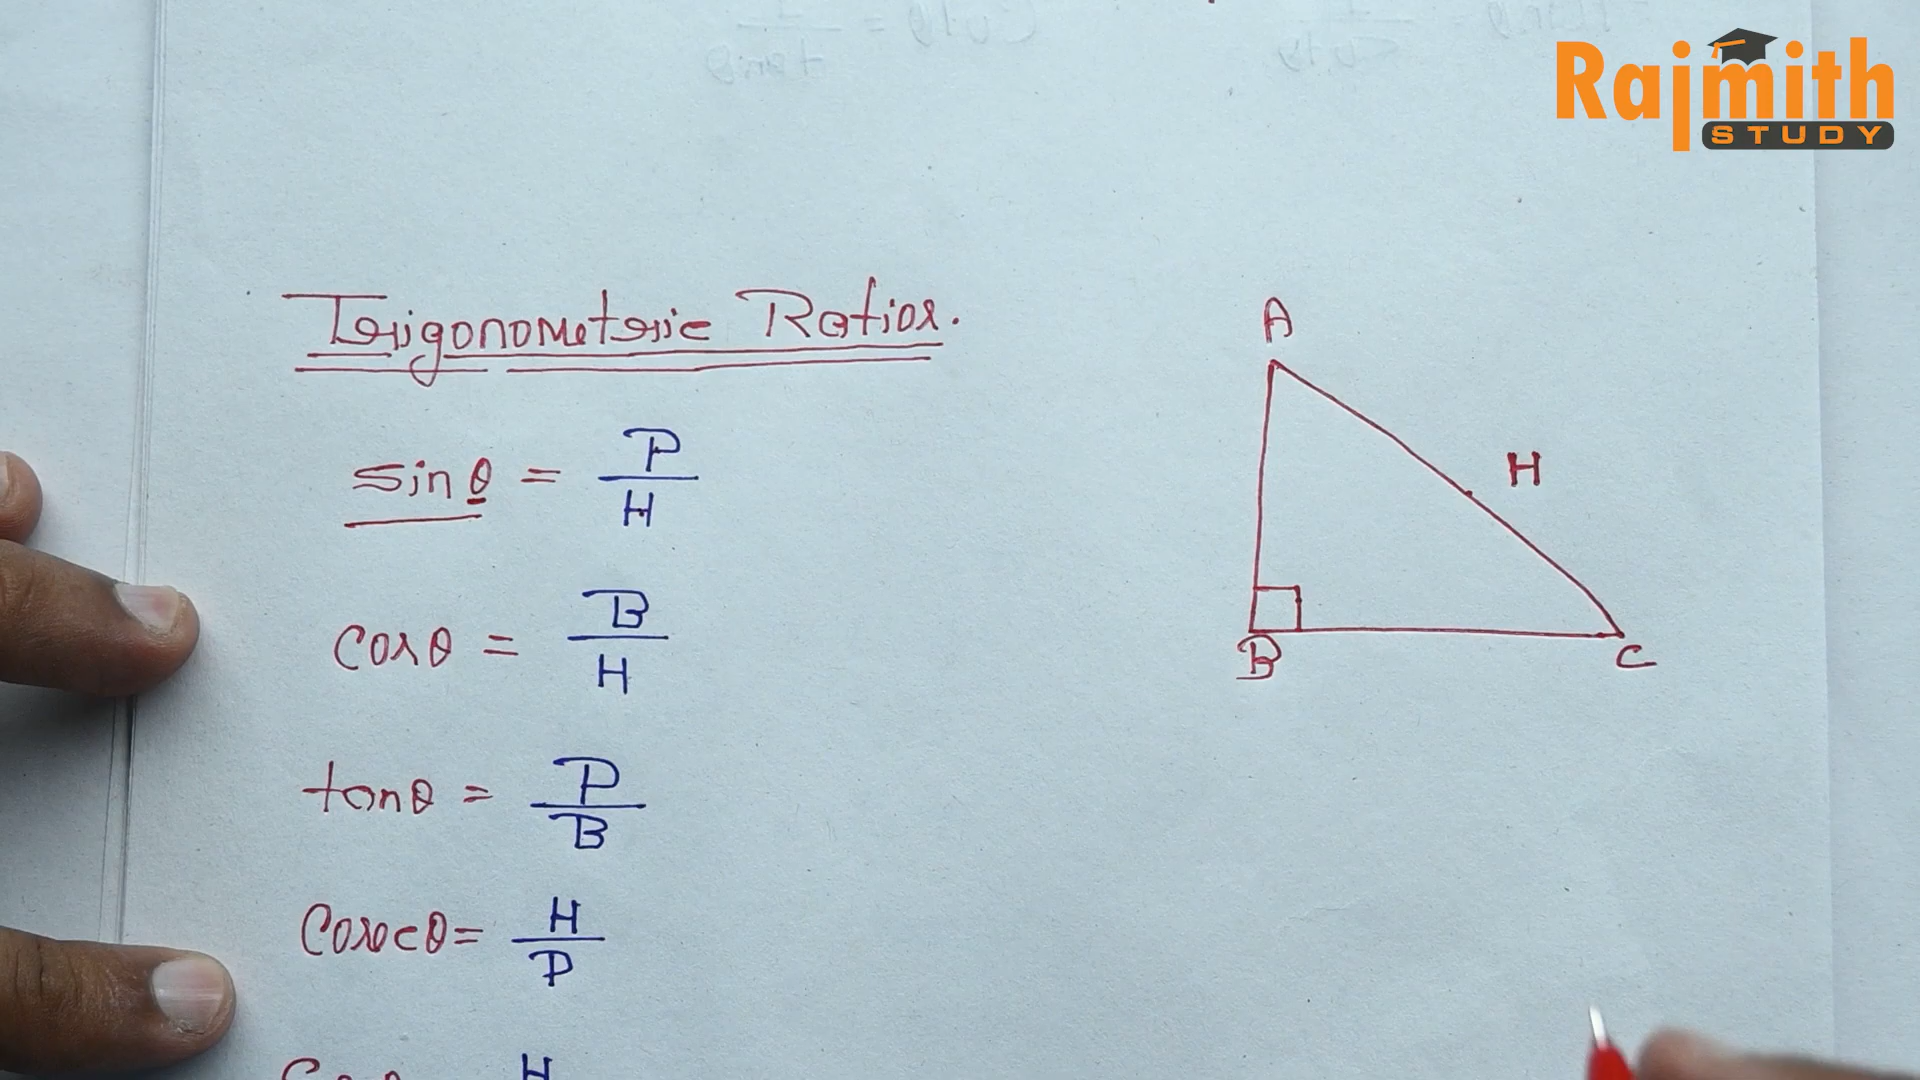 Rajmith
STUDY
Trigonometric Ratios.
sinθ = P/H
cosθ = B/H
tanθ = P/B
Cosecθ = H/P
H
A
H
B
C